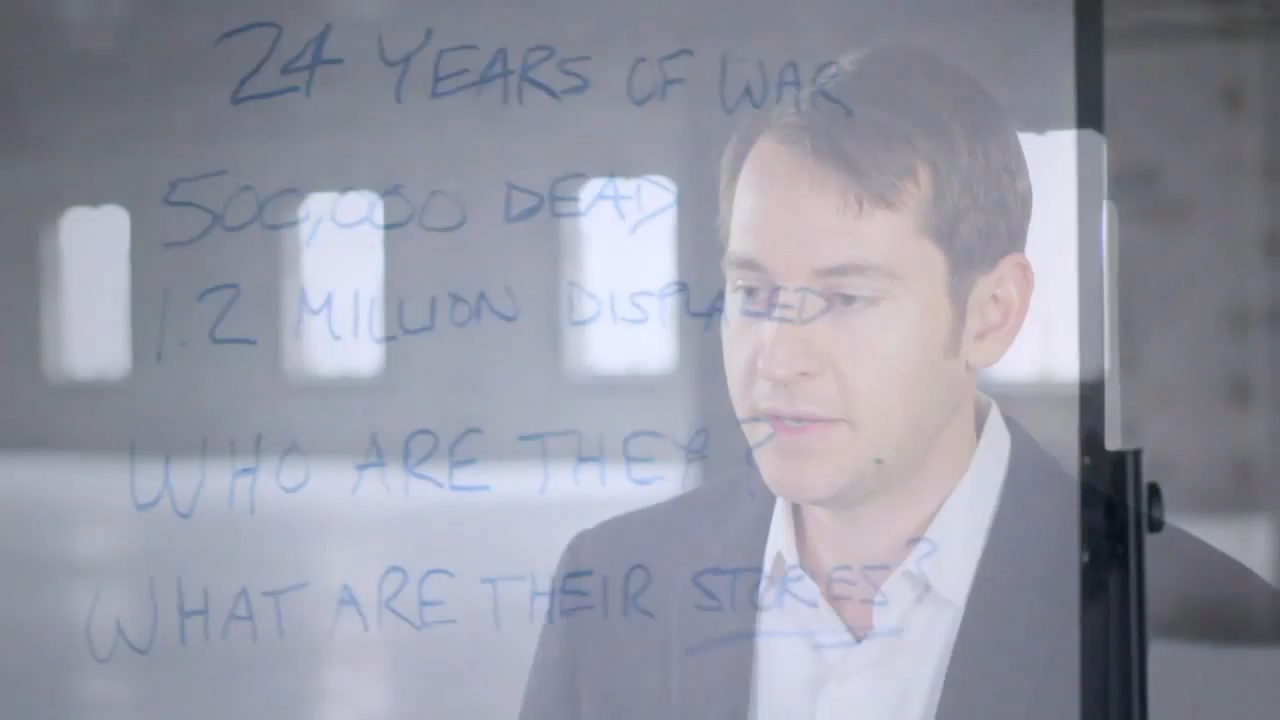 24 YEARS OF WAR
500,000 DEAD
1.2 MILLION DISPLACED
WHO ARE THEY?
WHAT ARE THEIR STORIES?